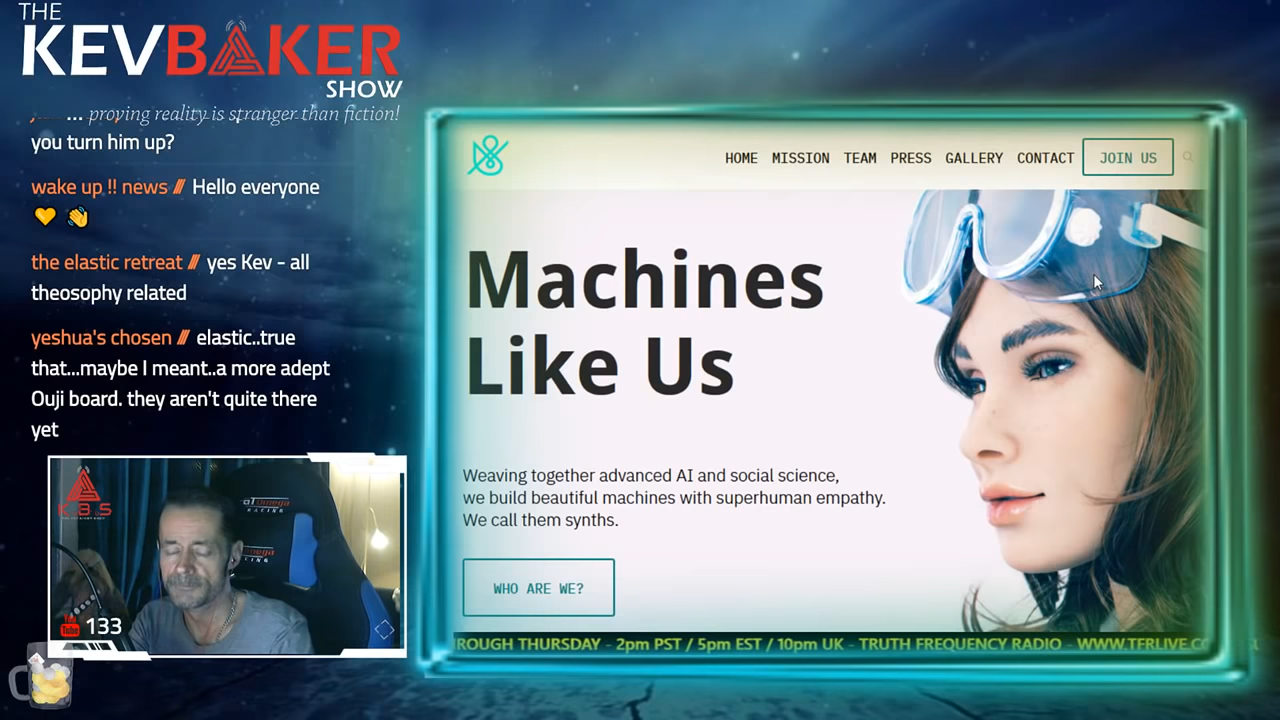 THE
KEVBAKER
SHOW
... proving reality is stranger than fiction!
you turn him up?
wake up !! news /// Hello everyone
💛 👋
the elastic retreat /// yes Kev - all
theosophy related
yeshua's chosen /// elastic..true
that...maybe I meant..a more adept
Ouji board. they aren't quite there
yet
K.B.S
YouTube 133
HOME MISSION TEAM PRESS GALLERY CONTACT JOIN US
Machines
Like Us
Weaving together advanced AI and social science,
we build beautiful machines with superhuman empathy.
We call them synths.
WHO ARE WE?
ROUGH THURSDAY - 2pm PST / 5pm EST / 10pm UK - TRUTH FREQUENCY RADIO - WWW.TFRLIVE.CO